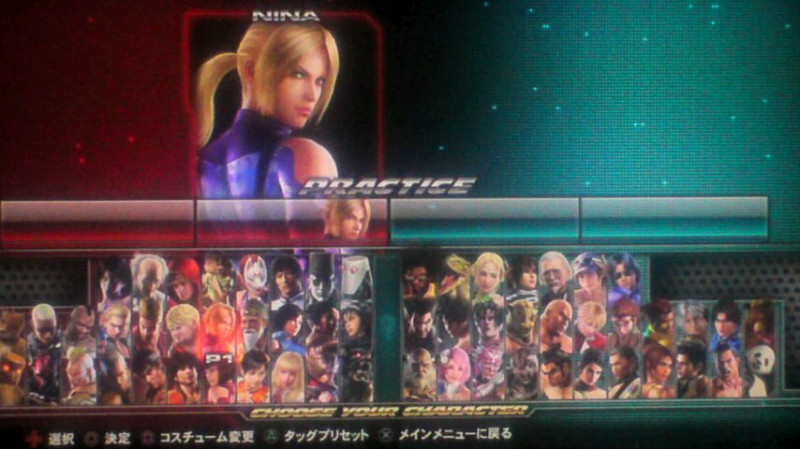 NINA
PRACTICE
P1
CHOOSE YOUR CHARACTER
選択 決定 コスチューム変更 タッグプリセット メインメニューに戻る